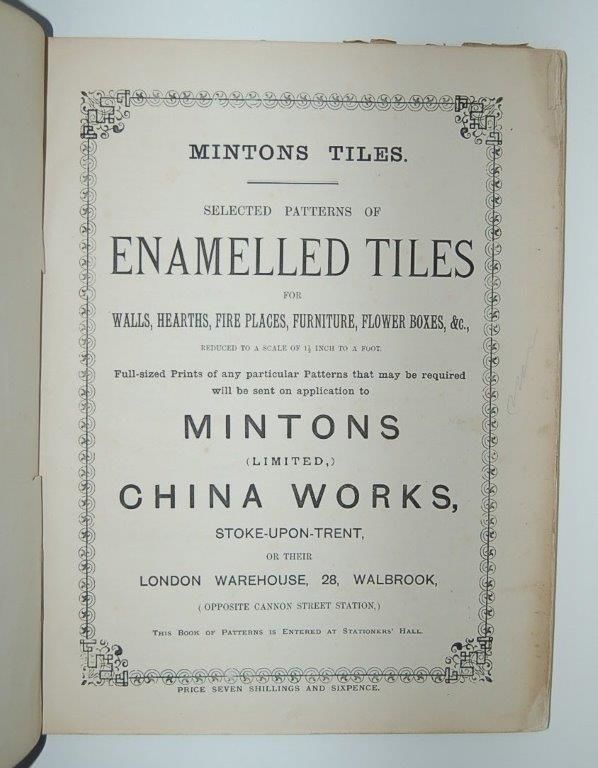 MINTONS TILES.
SELECTED PATTERNS OF
ENAMELLED TILES
FOR
WALLS, HEARTHS, FIRE PLACES, FURNITURE, FLOWER BOXES, &c.,
REDUCED TO A SCALE OF 1½ INCH TO A FOOT.
Full-sized Prints of any particular Patterns that may be required
will be sent on application to
MINTONS
(LIMITED,)
CHINA WORKS,
STOKE-UPON-TRENT,
OR THEIR
LONDON WAREHOUSE, 28, WALBROOK,
(OPPOSITE CANNON STREET STATION,)
THIS BOOK OF PATTERNS IS ENTERED AT STATIONERS' HALL.
PRICE SEVEN SHILLINGS AND SIXPENCE.